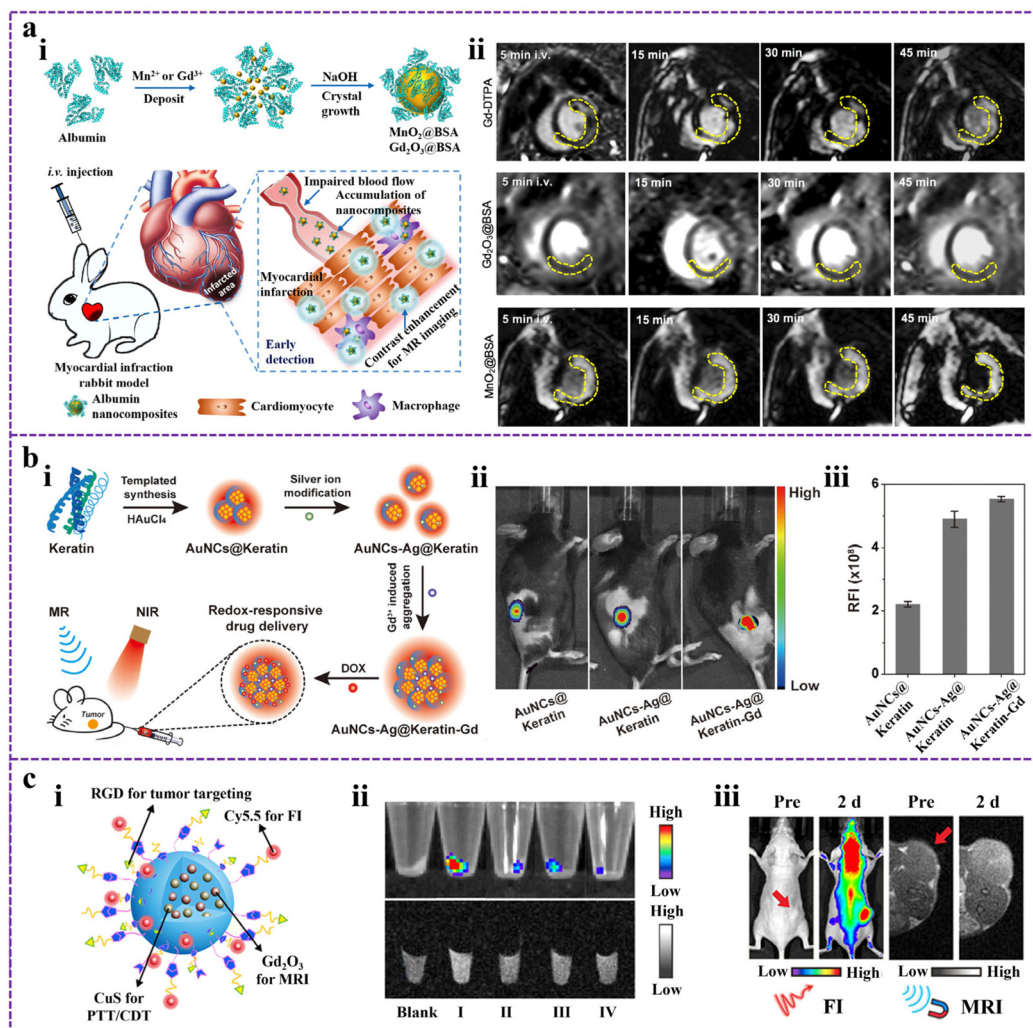 a
i
Albumin
Mn²⁺ or Gd³⁺
Deposit
NaOH
Crystal
growth
MnO₂@BSA
Gd₂O₃@BSA
i.v. injection
Infarcted
area
Myocardial infraction
rabbit model
Impaired blood flow
Accumulation of
nanocomposites
Myocardial
infarction
Early
detection
Contrast enhancement
for MR imaging
Albumin
nanocomposites
Cardiomyocyte
Macrophage
ii
Gd-DTPA
5 min i.v.
15 min
30 min
45 min
Gd₂O₃@BSA
5 min i.v.
15 min
30 min
45 min
MnO₂@BSA
5 min i.v.
15 min
30 min
45 min
b
i
Keratin
Templated
synthesis
HAuCl₄
AuNCs@Keratin
Silver ion
modification
AuNCs-Ag@Keratin
Gd³⁺ induced
aggregation
AuNCs-Ag@Keratin-Gd
DOX
Redox-responsive
drug delivery
MR
NIR
Tumor
ii
High
Low
AuNCs@
Keratin
AuNCs-Ag@
Keratin
AuNCs-Ag@
Keratin-Gd
iii
RFI (x10⁸)
6
4
2
0
AuNCs@
Keratin
AuNCs-Ag@
Keratin
AuNCs-Ag@
Keratin-Gd
c
i
RGD for tumor targeting
Cy5.5 for FI
Gd₂O₃
for MRI
CuS for
PTT/CDT
ii
High
Low
High
Low
Blank I II III IV
iii
Pre 2 d Pre 2 d
Low High Low High
FI MRI